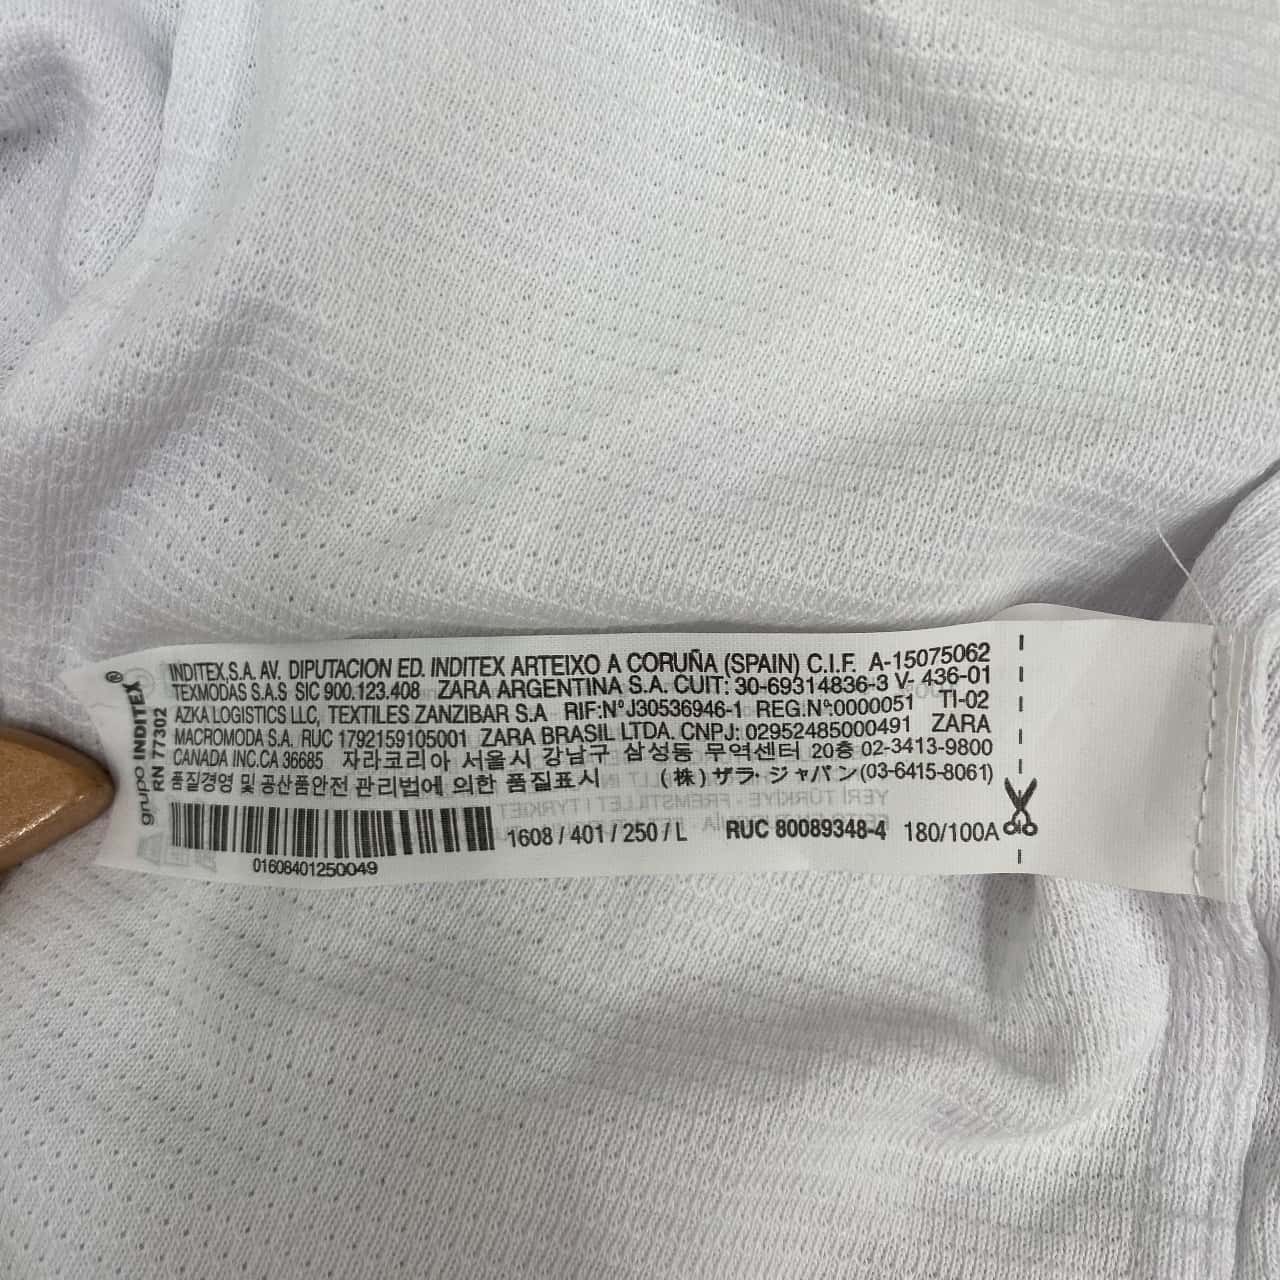 grupo INDITEX®
RN 77302
INDITEX,S.A. AV. DIPUTACION ED. INDITEX ARTEIXO A CORUÑA (SPAIN) C.I.F. A-15075062
TEXMODAS S.A.S SIC 900.123.408 ZARA ARGENTINA S.A. CUIT: 30-69314836-3 V- 436-01
AZKA LOGISTICS LLC, TEXTILES ZANZIBAR S.A RIF:NºJ30536946-1 REG.Nº:0000051 TI-02
MACROMODA S.A. RUC 1792159105001 ZARA BRASIL LTDA. CNPJ: 02952485000491 ZARA
CANADA INC.CA 36685 자라코리아 서울시 강남구 삼성동 무역센터 20층 02-3413-9800
품질경영 및 공산품안전 관리법에 의한 품질표시 (株)ザラ・ジャパン(03-6415-8061)
1608 / 401 / 250 / L RUC 80089348-4 180/100A
01608401250049